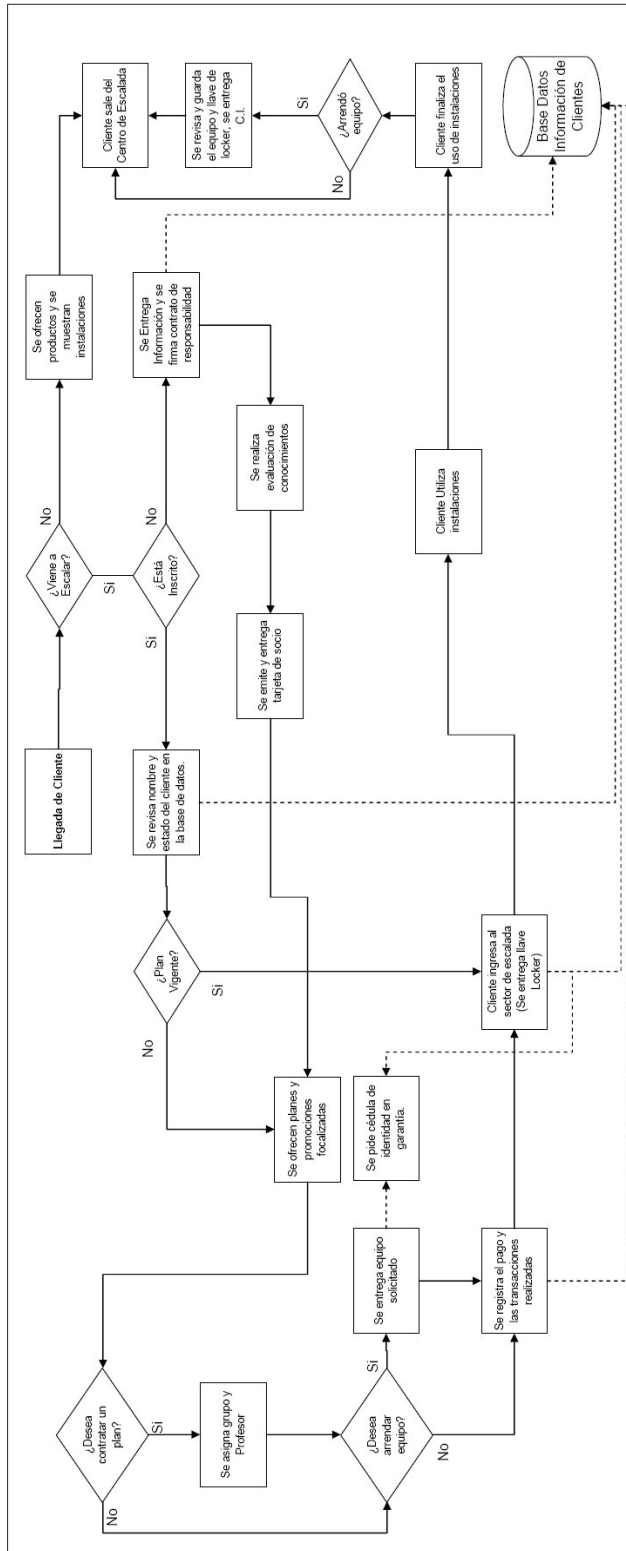 Llegada de Cliente
¿Viene a
Escalar?
No
Se ofrecen
productos y se
muestran
instalaciones
Cliente sale del
Centro de Escalada
Si
¿Está
Inscrito?
No
Se Entrega
Información y se
firma contrato de
responsabilidad
Se revisa y guarda
el equipo y llave de
locker, se entrega
C.I.
Si
Se revisa nombre y
estado del cliente en
la base de datos.
¿Plan
Vigente?
No
Si
Se emite y entrega
tarjeta de socio
Se realiza
evaluación de
conocimientos
Si
¿Arrendó
equipo?
No
Se ofrecen planes y
promociones
focalizadas
¿Desea
contratar un
plan?
No
Si
Se asigna grupo y
Profesor
¿Desea
arrendar
equipo?
Si
No
Se entrega equipo
solicitado
Se pide cédula de
identidad en
garantía.
Se registra el pago y
las transacciones
realizadas
Cliente ingresa al
sector de escalada
(Se entrega llave
Locker)
Cliente Utiliza
instalaciones
Cliente finaliza el
uso de instalaciones
Base Datos
Información de
Clientes